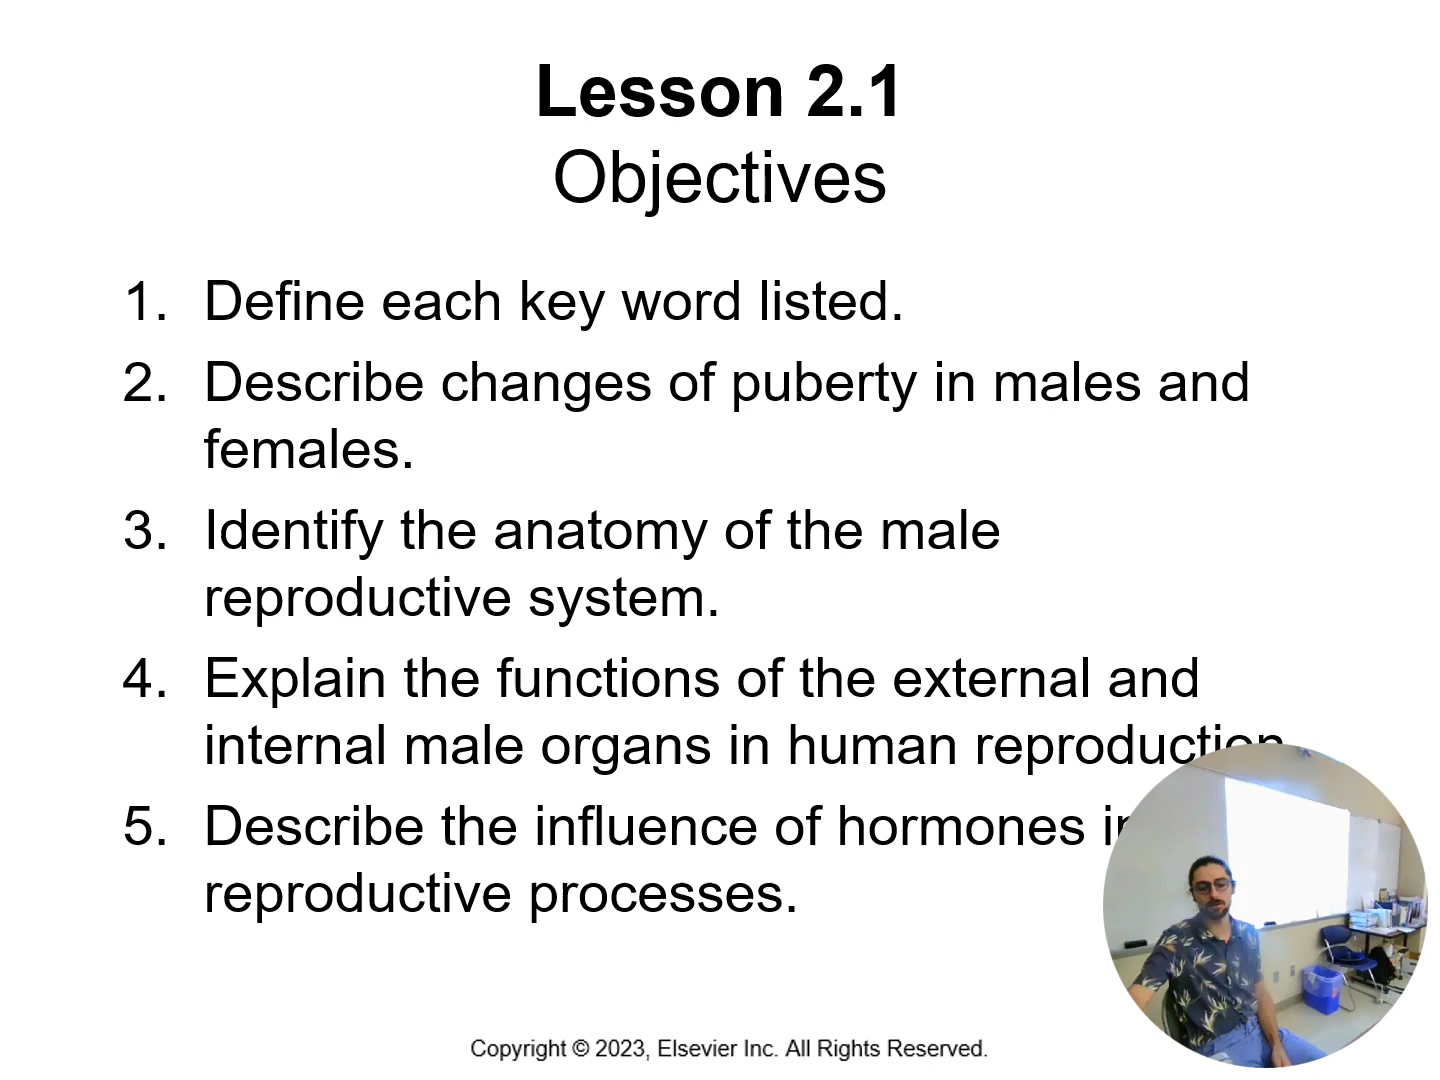 Lesson 2.1
Objectives
1. Define each key word listed.
2. Describe changes of puberty in males and
females.
3. Identify the anatomy of the male
reproductive system.
4. Explain the functions of the external and
internal male organs in human reproduction
5. Describe the influence of hormones in
reproductive processes.
Copyright © 2023, Elsevier Inc. All Rights Reserved.